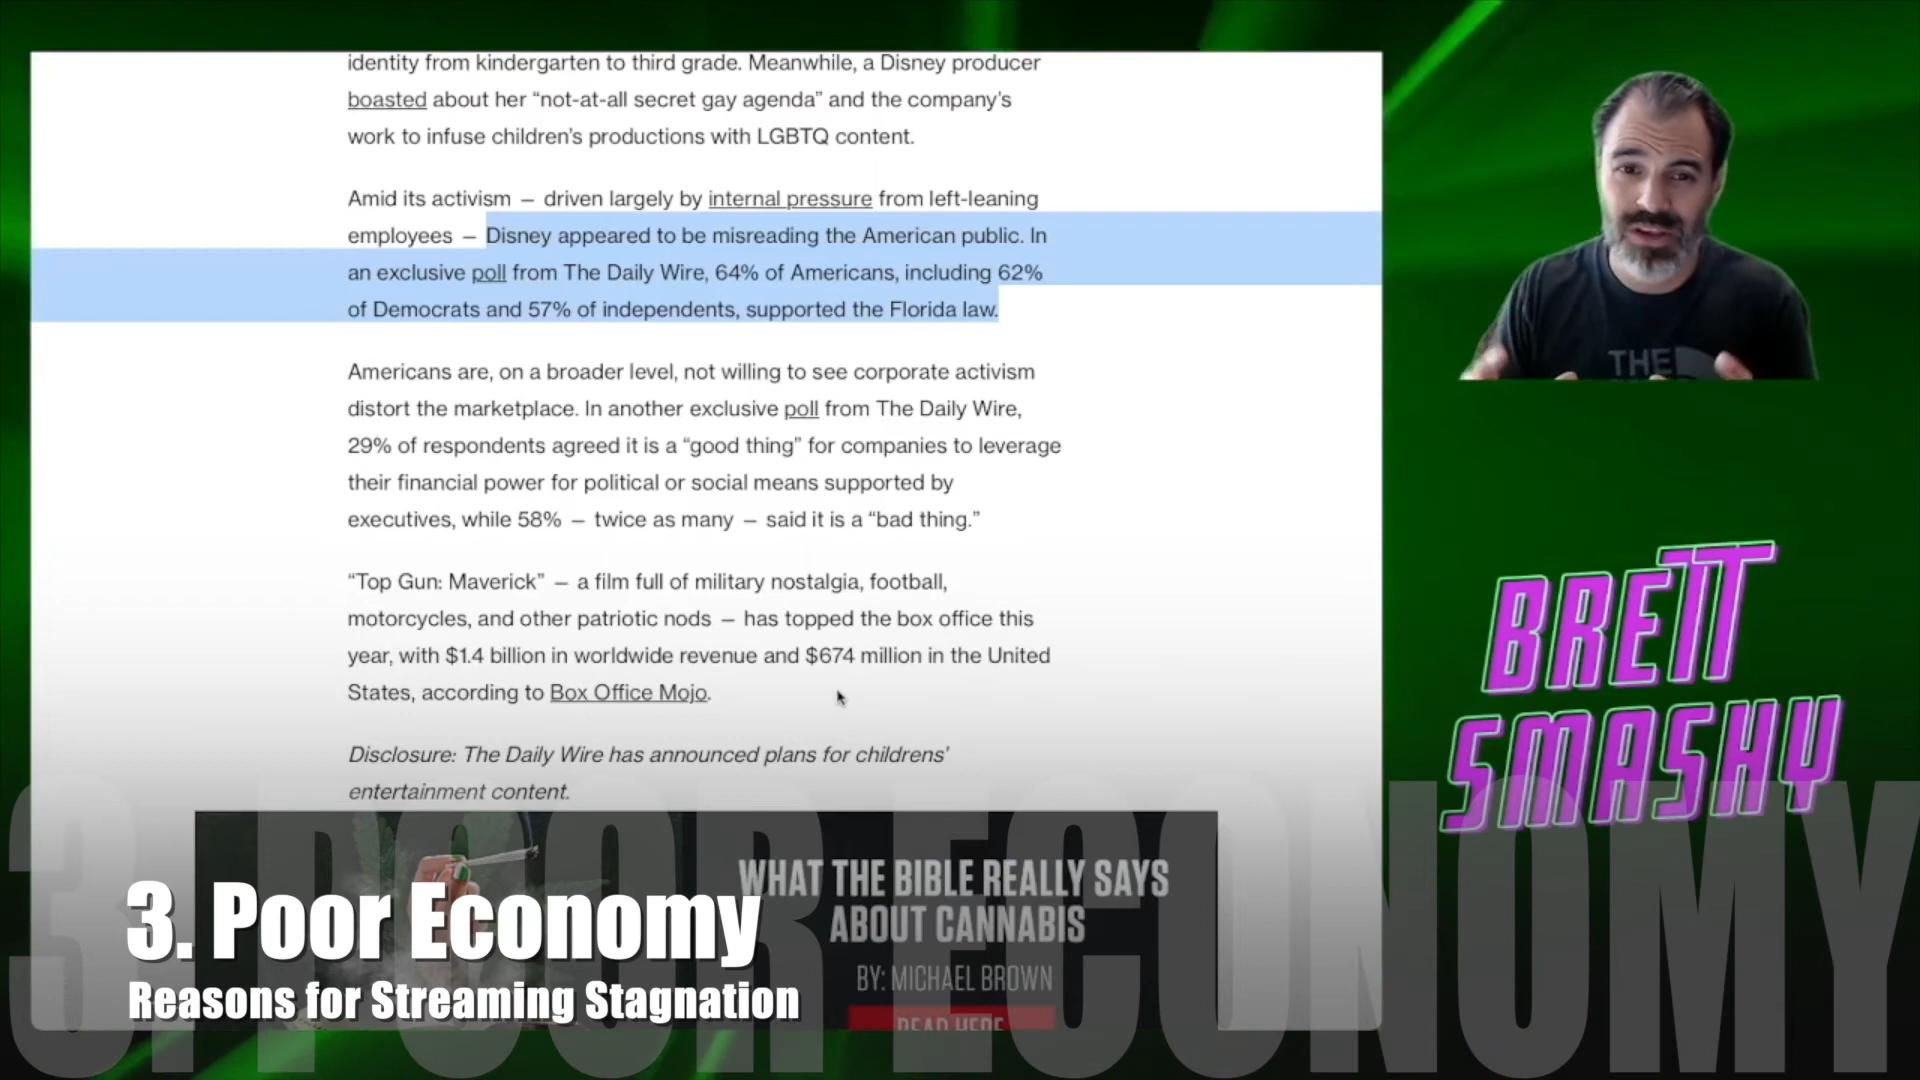 identity from kindergarten to third grade. Meanwhile, a Disney producer
boasted about her “not-at-all secret gay agenda” and the company’s
work to infuse children’s productions with LGBTQ content.
Amid its activism — driven largely by internal pressure from left-leaning
employees — Disney appeared to be misreading the American public. In
an exclusive poll from The Daily Wire, 64% of Americans, including 62%
of Democrats and 57% of independents, supported the Florida law.
Americans are, on a broader level, not willing to see corporate activism
distort the marketplace. In another exclusive poll from The Daily Wire,
29% of respondents agreed it is a “good thing” for companies to leverage
their financial power for political or social means supported by
executives, while 58% — twice as many — said it is a “bad thing.”
“Top Gun: Maverick” — a film full of military nostalgia, football,
motorcycles, and other patriotic nods — has topped the box office this
year, with $1.4 billion in worldwide revenue and $674 million in the United
States, according to Box Office Mojo.
Disclosure: The Daily Wire has announced plans for childrens’
entertainment content.
WHAT THE BIBLE REALLY SAYS
ABOUT CANNABIS
BY: MICHAEL BROWN
READ HERE
3. Poor Economy
Reasons for Streaming Stagnation
3. POOR ECONOMY
THE
BRETT
SMASHY